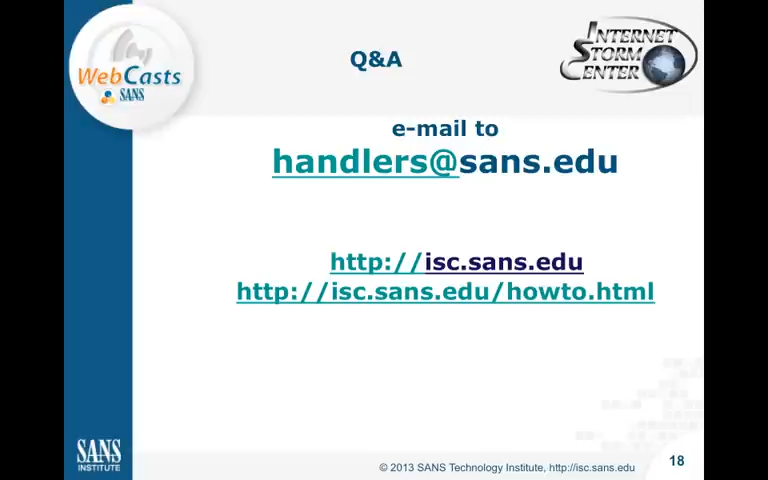 WebCasts
SANS
Q&A
INTERNET
STORM
CENTER
e-mail to
handlers@sans.edu
http://isc.sans.edu
http://isc.sans.edu/howto.html
SANS
INSTITUTE
© 2013 SANS Technology Institute, http://isc.sans.edu
18